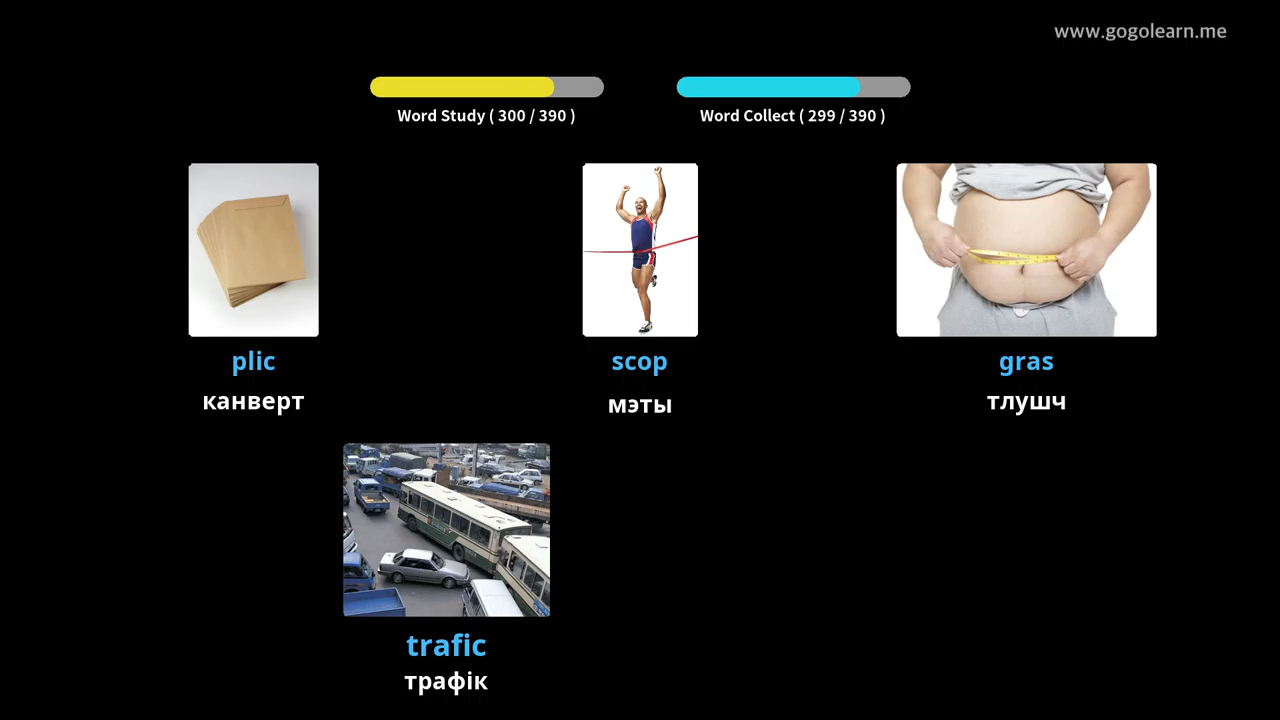 www.gogolearn.me
Word Study ( 300 / 390 )
Word Collect ( 299 / 390 )
plic
scop
gras
канверт
мэты
тлушч
trafic
трафік